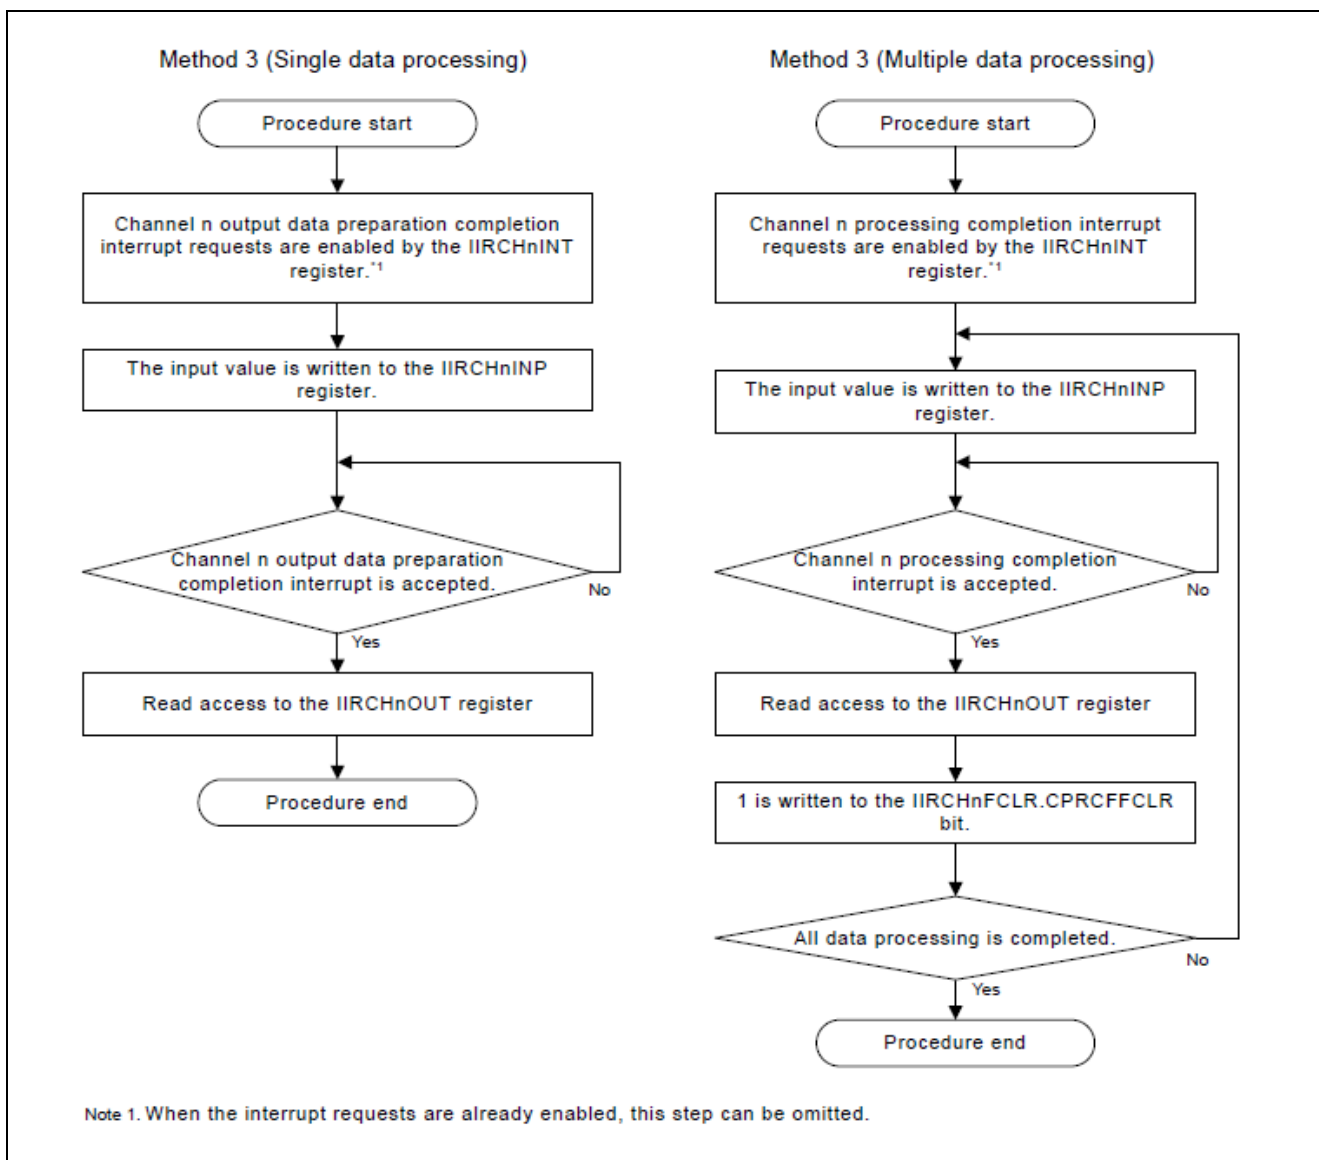 Method 3 (Single data processing)
Procedure start
Channel n output data preparation completion
interrupt requests are enabled by the IIRCHnINT
register.*1
The input value is written to the IIRCHnINP
register.
Channel n output data preparation
completion interrupt is accepted.
No
Yes
Read access to the IIRCHnOUT register
Procedure end
Method 3 (Multiple data processing)
Procedure start
Channel n processing completion interrupt
requests are enabled by the IIRCHnINT
register.*1
The input value is written to the IIRCHnINP
register.
Channel n processing completion
interrupt is accepted.
No
Yes
Read access to the IIRCHnOUT register
1 is written to the IIRCHnFCLR.CPRCFFCLR
bit.
All data processing is completed.
No
Yes
Procedure end
Note 1. When the interrupt requests are already enabled, this step can be omitted.